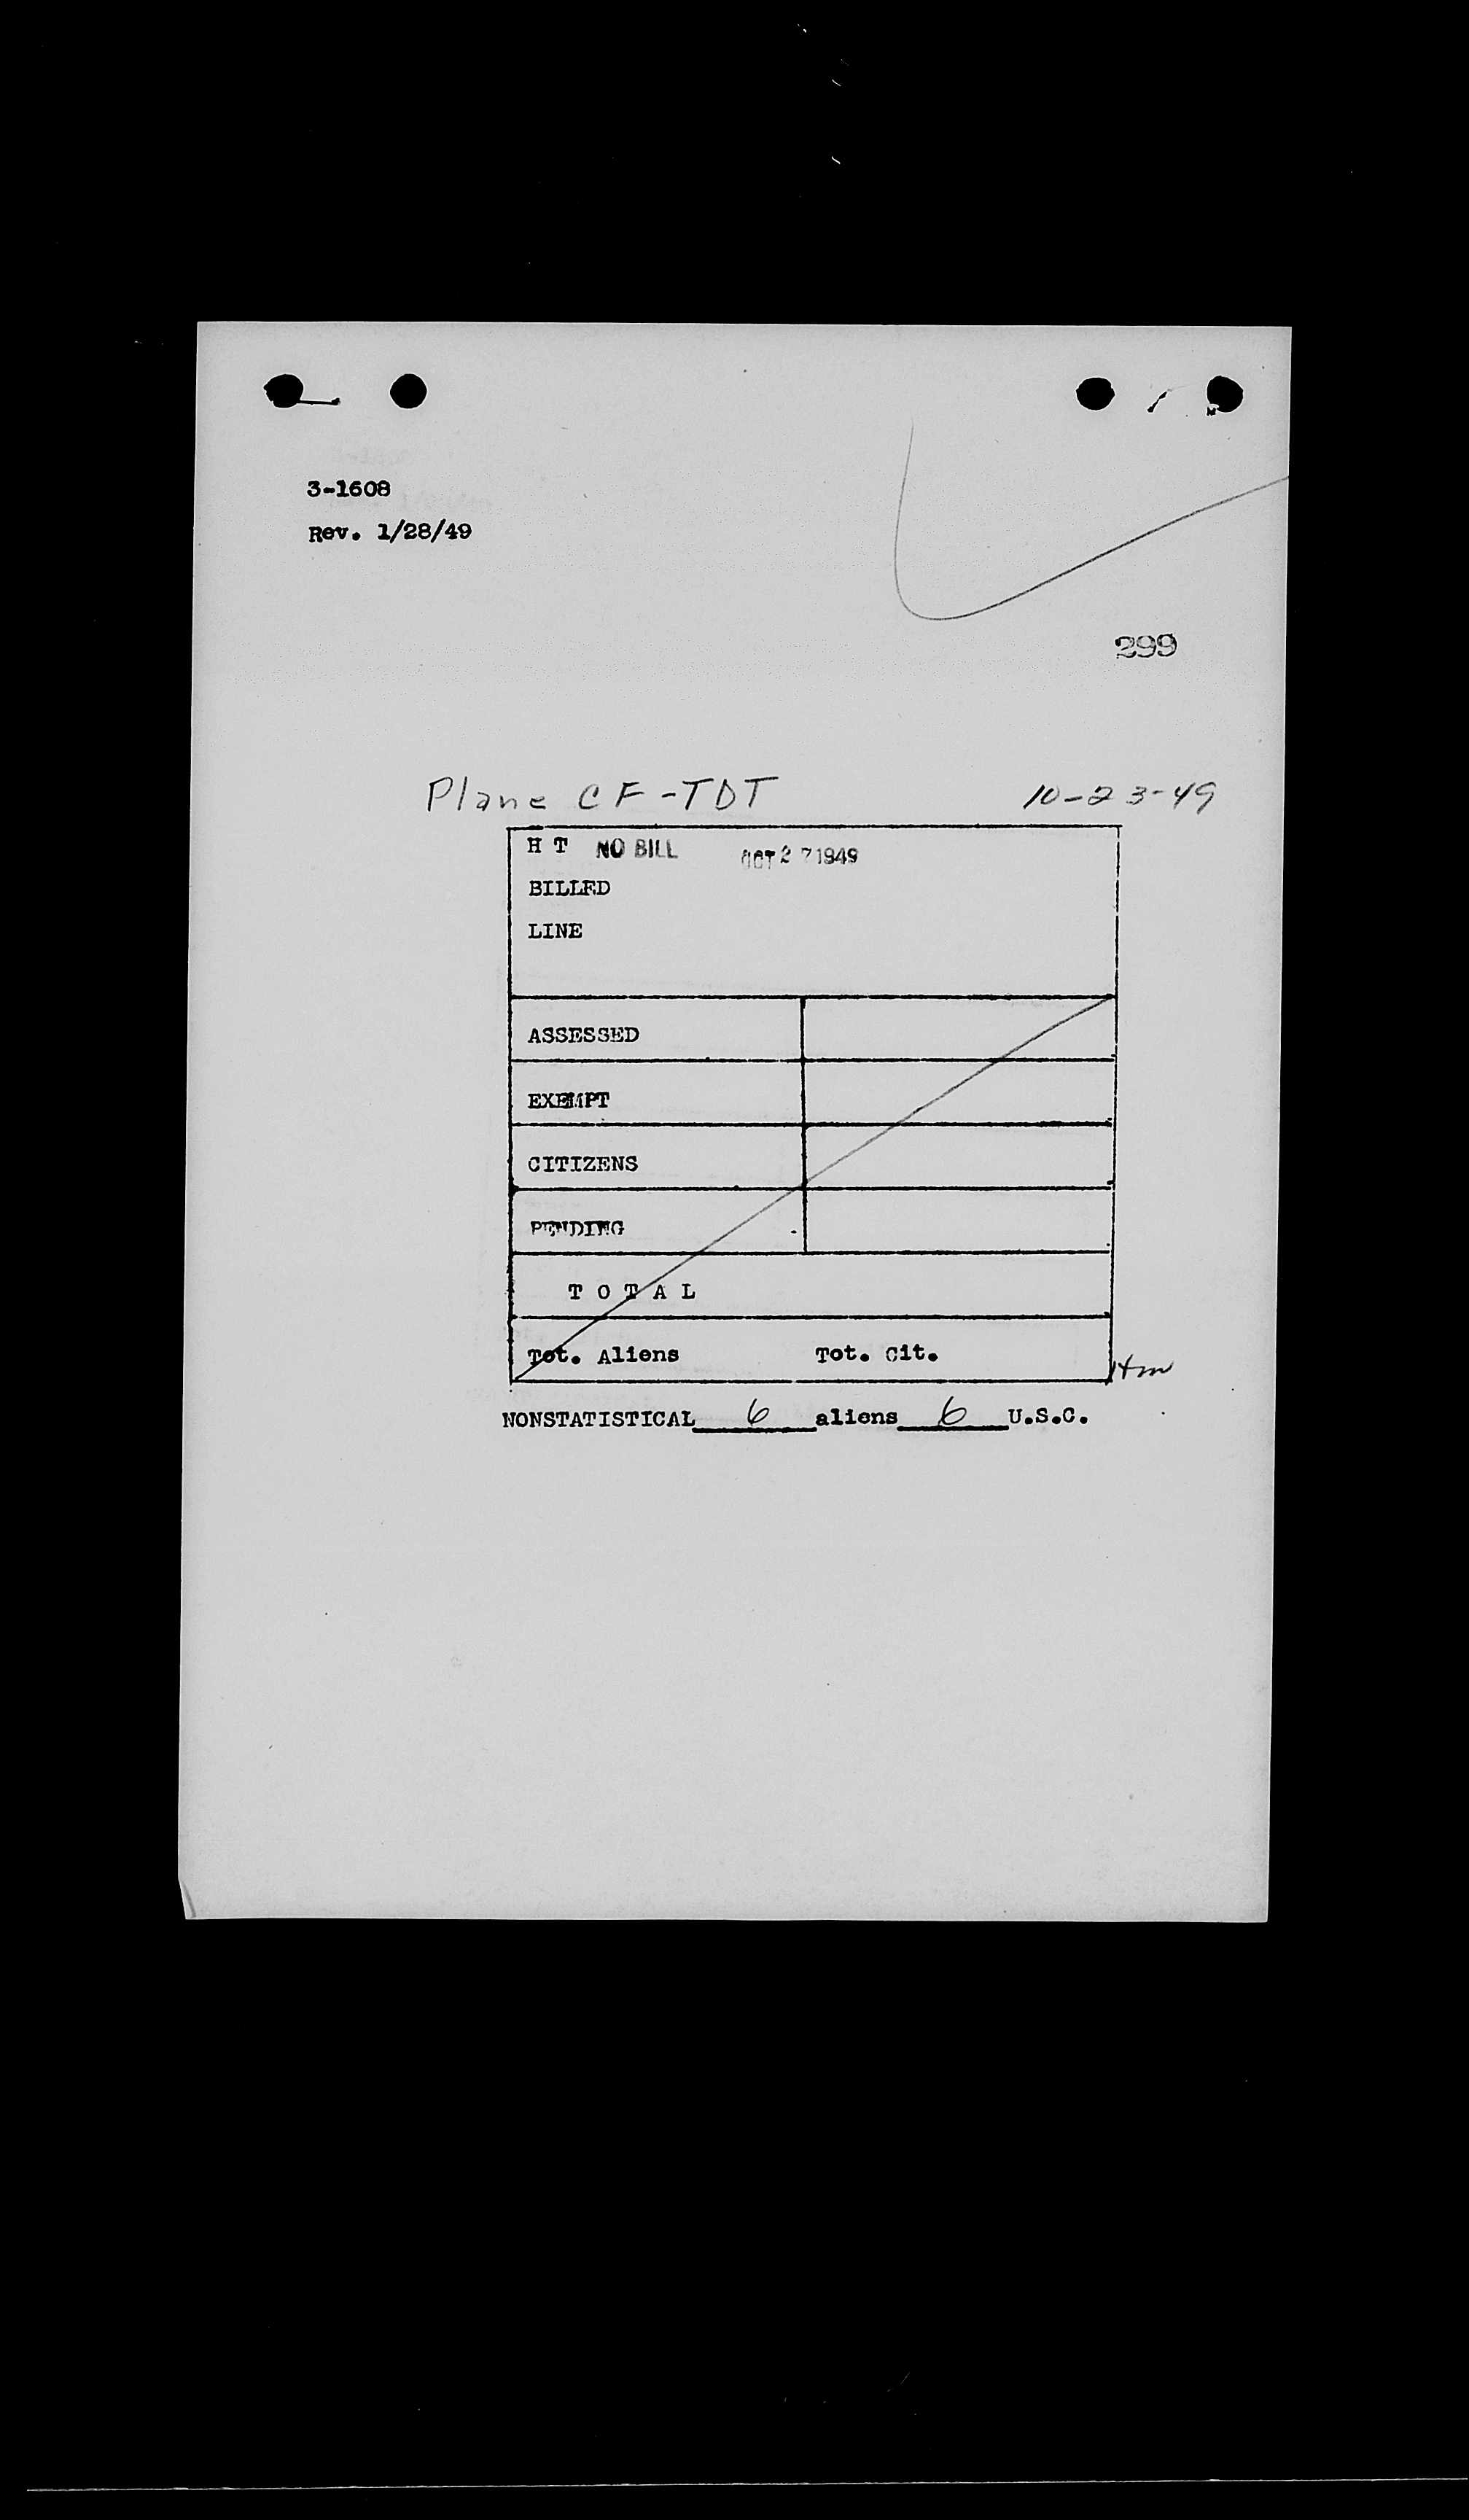 3-1608
Rev. 1/28/49
299
Plane CF-TDT 10-23-49
H T NO BILL OCT 27 1949
BILLED
LINE
ASSESSED
EXEMPT
CITIZENS
PENDING
T O T A L
Tot. Aliens Tot. Cit.
NONSTATISTICAL 6 aliens 6 U.S.C.